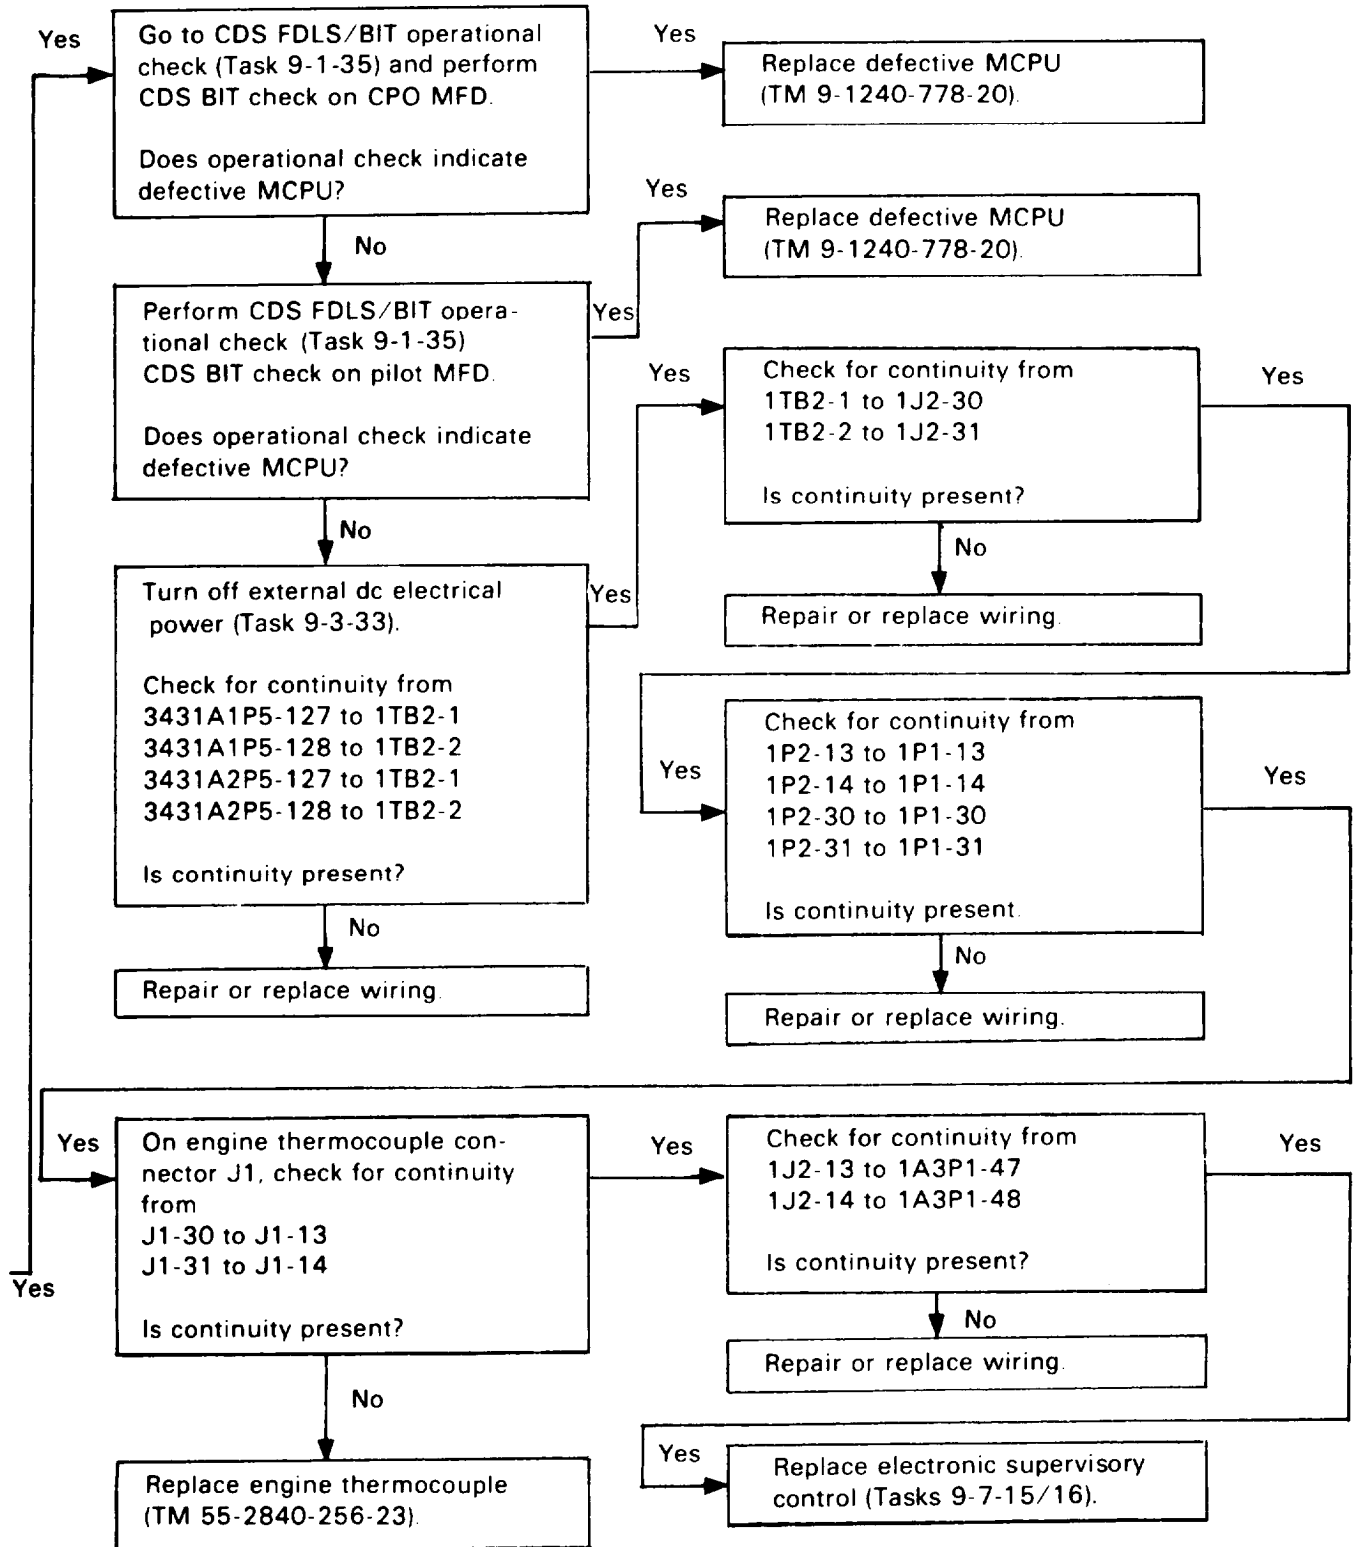 Yes
Go to CDS FDLS/BIT operational
check (Task 9-1-35) and perform
CDS BIT check on CPO MFD.
Does operational check indicate
defective MCPU?
Yes
Replace defective MCPU
(TM 9-1240-778-20).
No
Perform CDS FDLS/BIT opera-
tional check (Task 9-1-35)
CDS BIT check on pilot MFD.
Does operational check indicate
defective MCPU?
Yes
Yes
Replace defective MCPU
(TM 9-1240-778-20).
No
Turn off external dc electrical
power (Task 9-3-33).
Check for continuity from
3431A1P5-127 to 1TB2-1
3431A1P5-128 to 1TB2-2
3431A2P5-127 to 1TB2-1
3431A2P5-128 to 1TB2-2
Is continuity present?
No
Repair or replace wiring.
Yes
Yes
Check for continuity from
1TB2-1 to 1J2-30
1TB2-2 to 1J2-31
Is continuity present?
Yes
No
Repair or replace wiring.
Yes
Check for continuity from
1P2-13 to 1P1-13
1P2-14 to 1P1-14
1P2-30 to 1P1-30
1P2-31 to 1P1-31
Is continuity present.
Yes
No
Repair or replace wiring.
Yes
On engine thermocouple con-
nector J1, check for continuity
from
J1-30 to J1-13
J1-31 to J1-14
Is continuity present?
Yes
No
Replace engine thermocouple
(TM 55-2840-256-23).
Yes
Check for continuity from
1J2-13 to 1A3P1-47
1J2-14 to 1A3P1-48
Is continuity present?
Yes
No
Repair or replace wiring.
Yes
Replace electronic supervisory
control (Tasks 9-7-15/16).